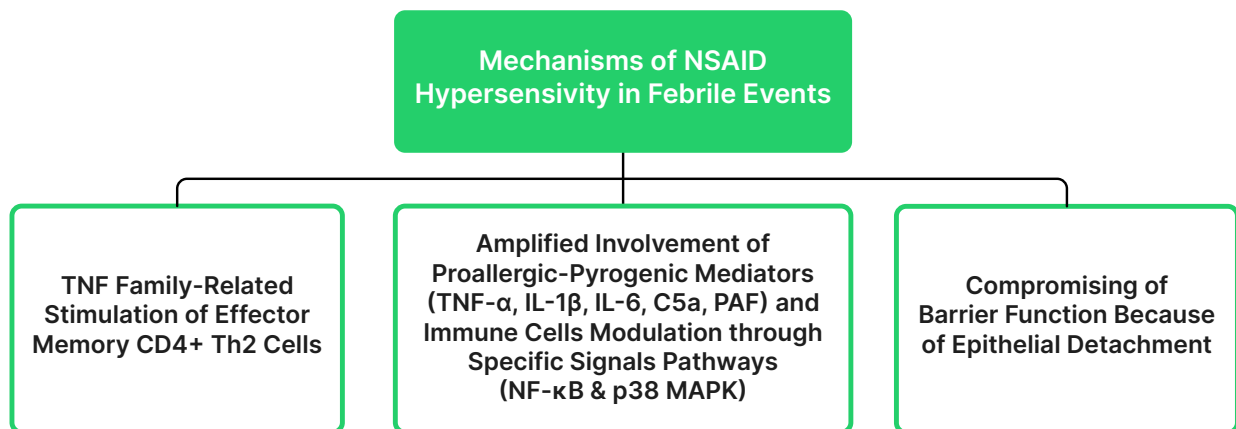 Mechanisms of NSAID
Hypersensivity in Febrile Events
TNF Family-Related
Stimulation of Effector
Memory CD4+ Th2 Cells
Amplified Involvement of
Proallergic-Pyrogenic Mediators
(TNF-α, IL-1β, IL-6, C5a, PAF) and
Immune Cells Modulation through
Specific Signals Pathways
(NF-κB & p38 MAPK)
Compromising of
Barrier Function Because
of Epithelial Detachment